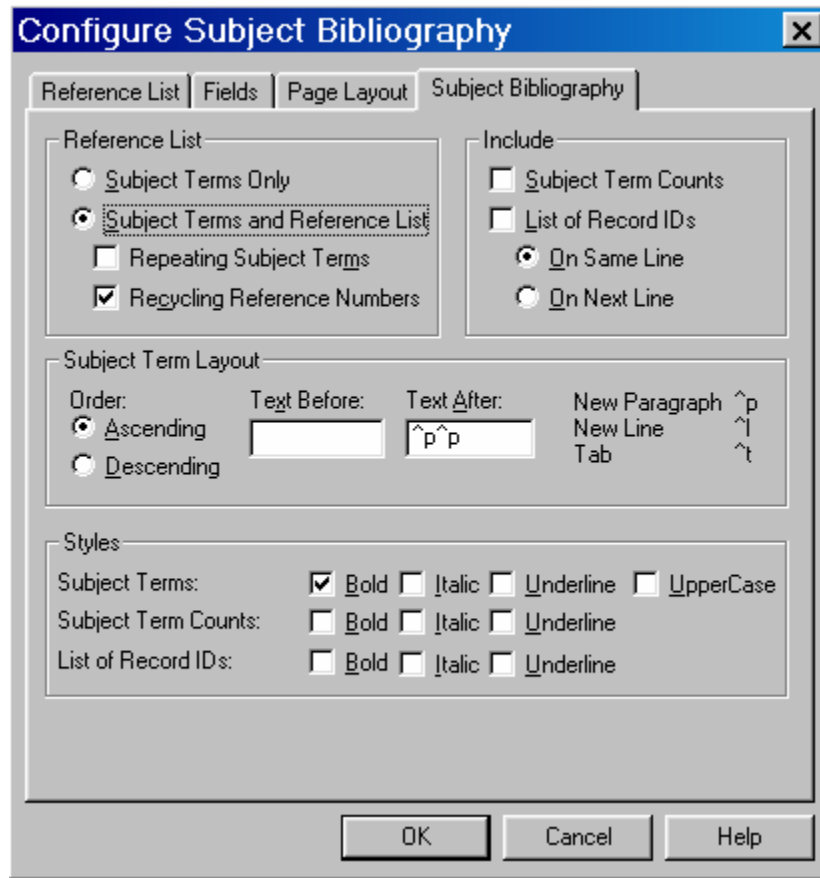 Configure Subject Bibliography
Reference List Fields Page Layout Subject Bibliography
Reference List
Subject Terms Only
Subject Terms and Reference List
Repeating Subject Terms
Recycling Reference Numbers
Include
Subject Term Counts
List of Record IDs
On Same Line
On Next Line
Subject Term Layout
Order:
Ascending
Descending
Text Before:
Text After:
^p^p
New Paragraph ^p
New Line ^l
Tab ^t
Styles
Subject Terms: Bold Italic Underline UpperCase
Subject Term Counts: Bold Italic Underline
List of Record IDs: Bold Italic Underline
OK Cancel Help